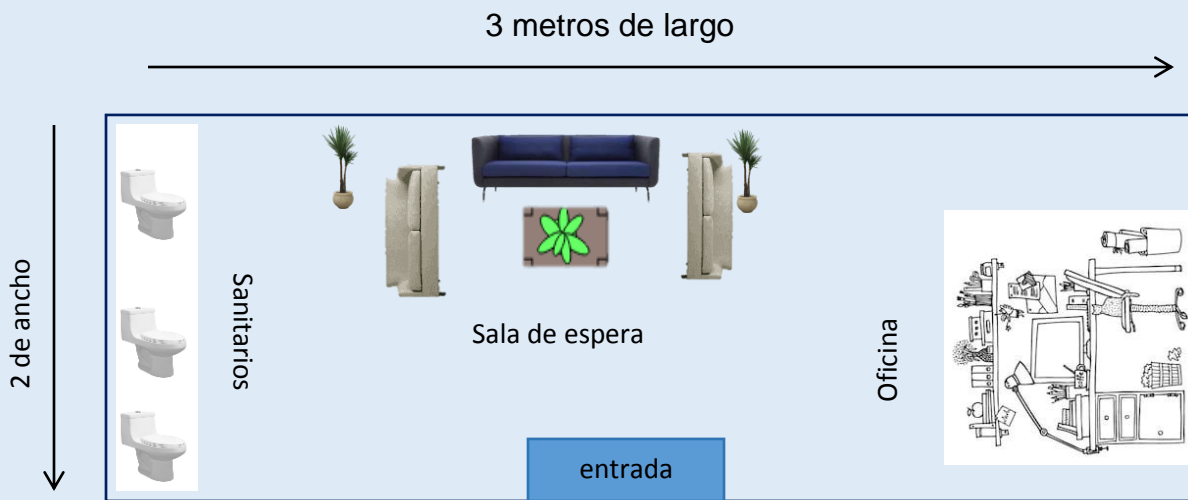 3 metros de largo
2 de ancho
Sanitarios
Sala de espera
Oficina
entrada